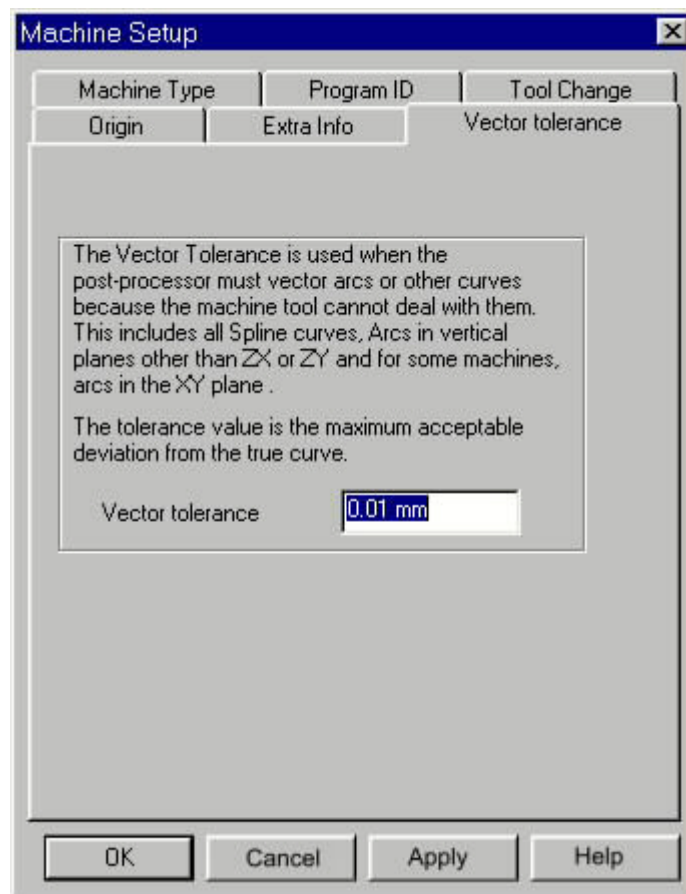 Machine Setup
Machine Type Program ID Tool Change
Origin Extra Info Vector tolerance
The Vector Tolerance is used when the
post-processor must vector arcs or other curves
because the machine tool cannot deal with them.
This includes all Spline curves, Arcs in vertical
planes other than ZX or ZY and for some machines,
arcs in the XY plane .
The tolerance value is the maximum acceptable
deviation from the true curve.
Vector tolerance 0.01 mm
OK Cancel Apply Help